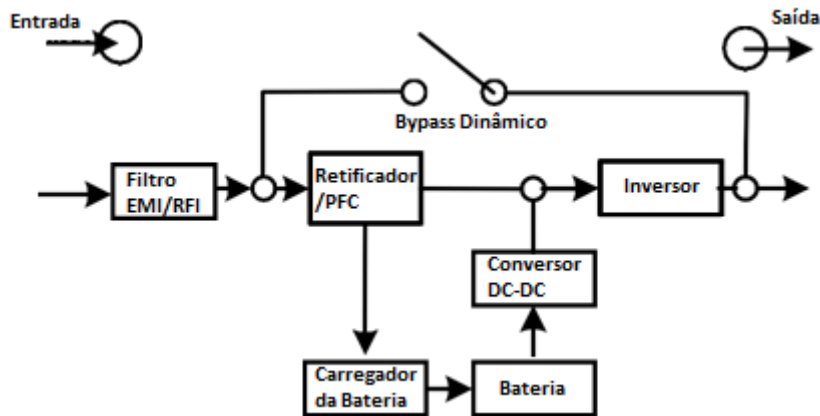 Entrada
Saída
Bypass Dinâmico
Filtro
EMI/RFI
Retificador
/PFC
Inversor
Conversor
DC-DC
Carregador
da Bateria
Bateria